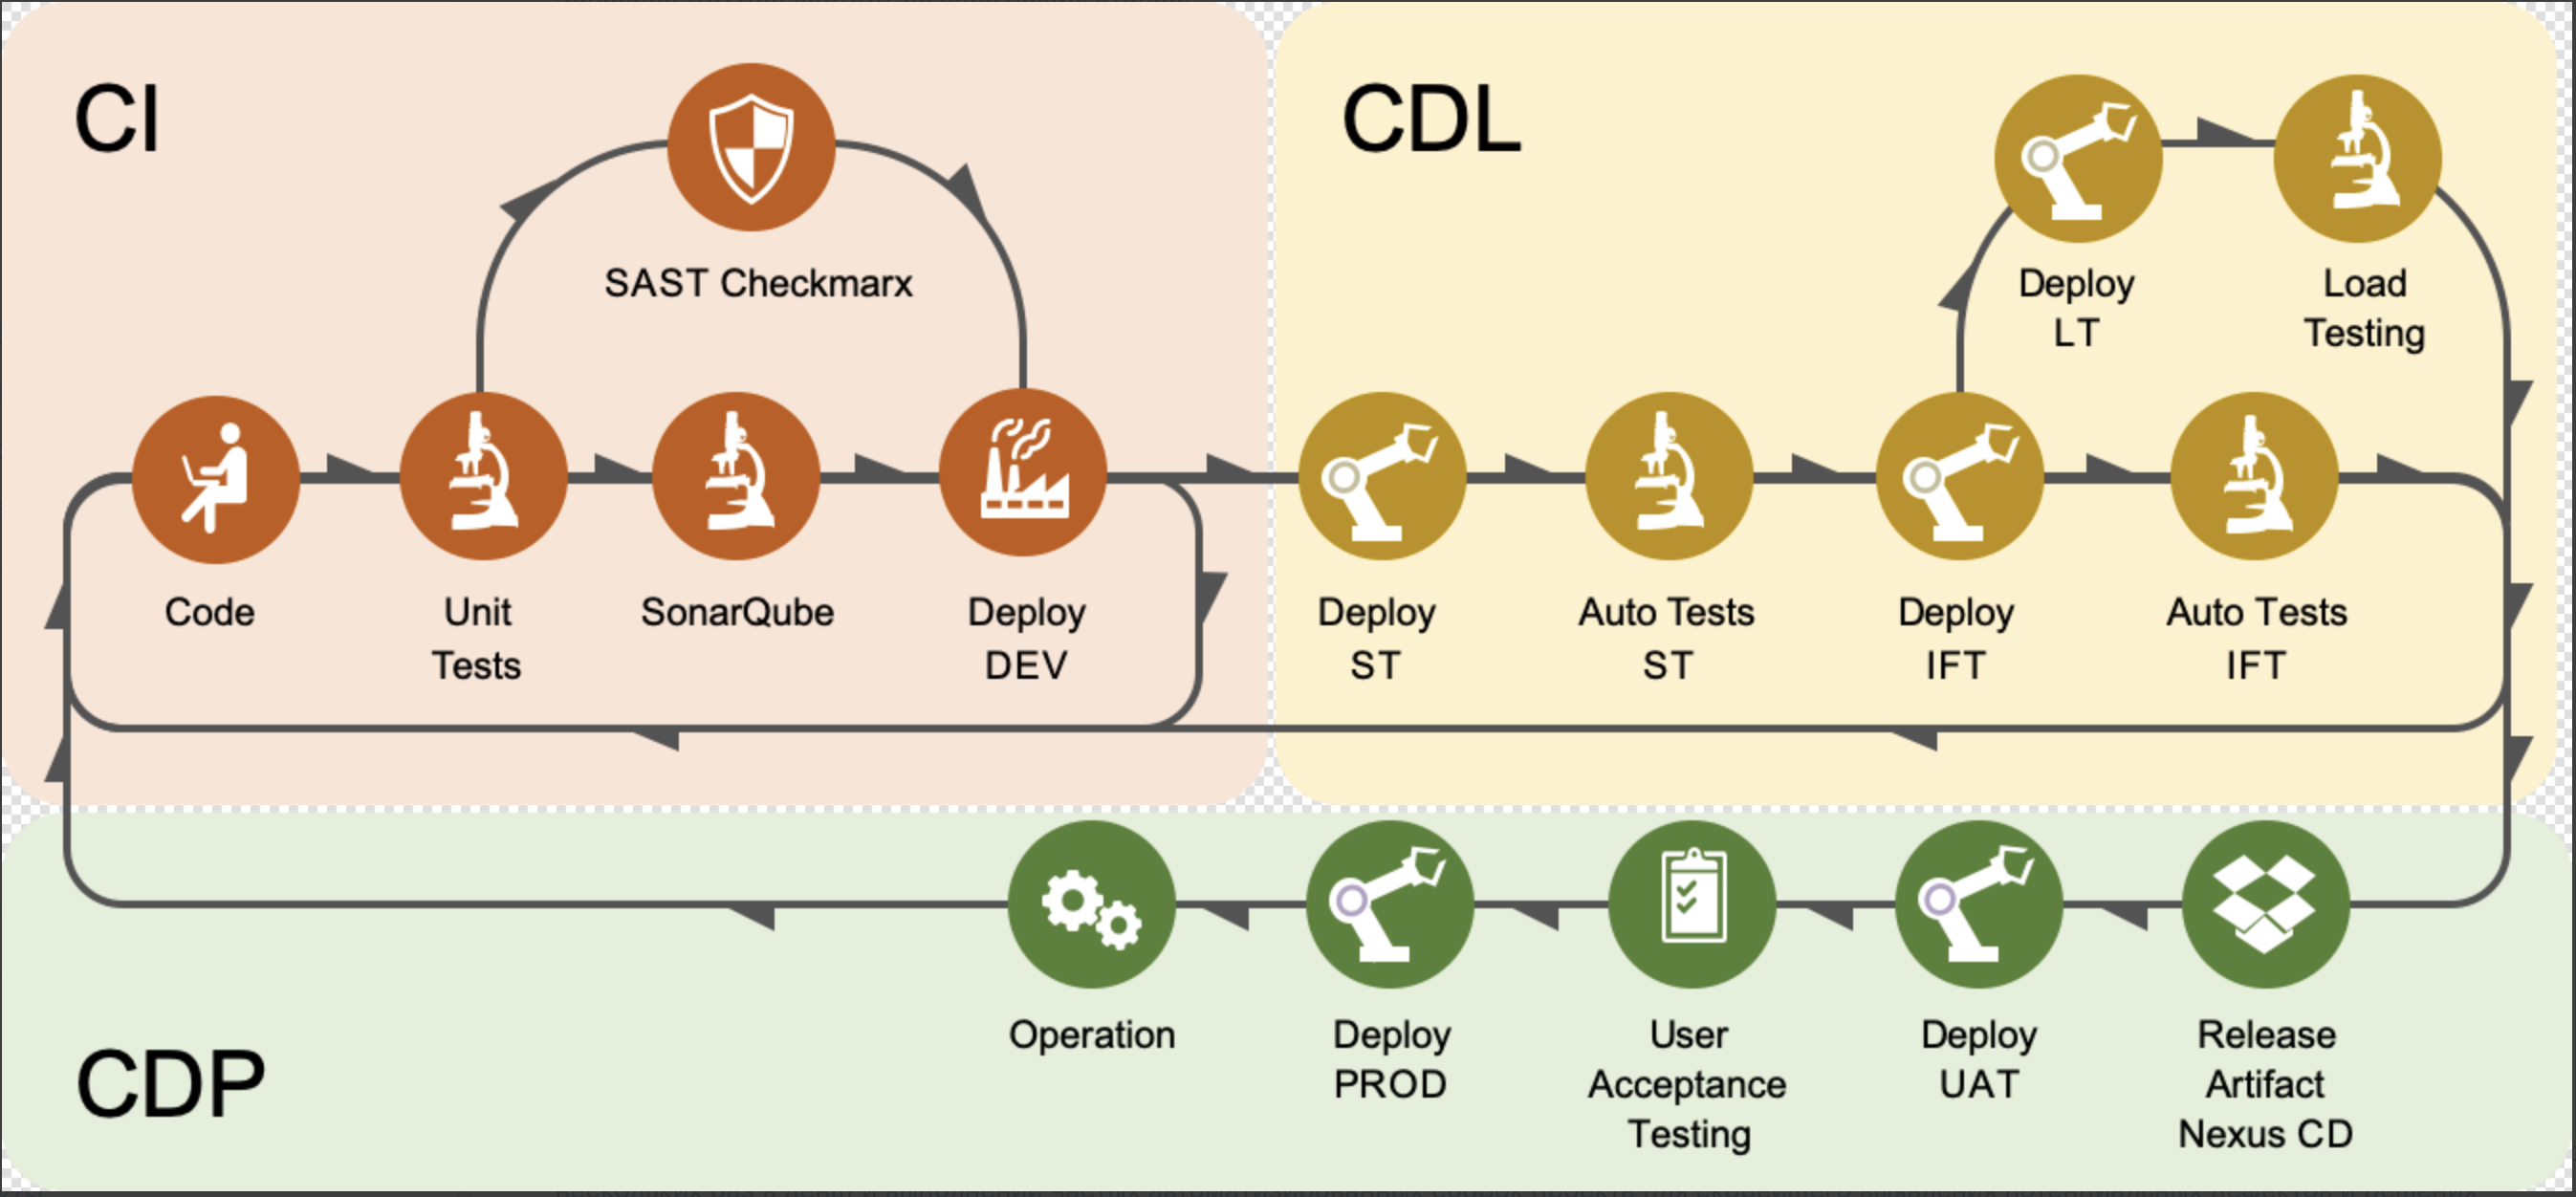 CI
SAST Checkmarx
Code
Unit
Tests
SonarQube
Deploy
DEV
CDL
Deploy
LT
Load
Testing
Deploy
ST
Auto Tests
ST
Deploy
IFT
Auto Tests
IFT
CDP
Operation
Deploy
PROD
User
Acceptance
Testing
Deploy
UAT
Release
Artifact
Nexus CD